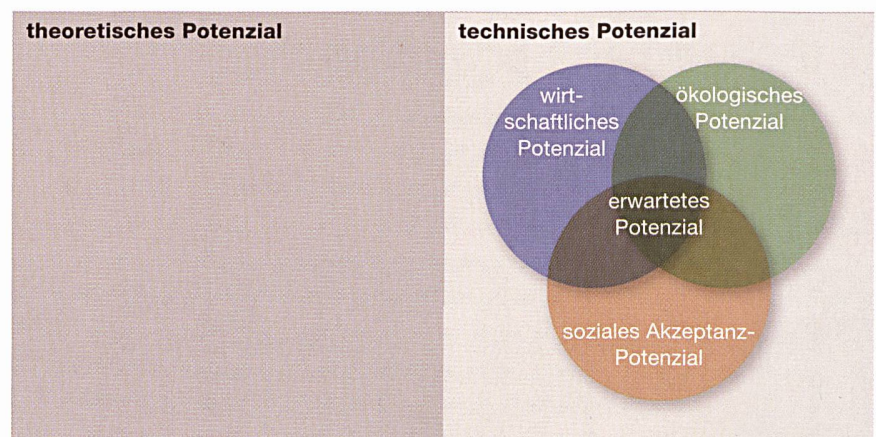 theoretisches Potenzial
technisches Potenzial
wirt-
schaftliches
Potenzial
ökologisches
Potenzial
erwartetes
Potenzial
soziales Akzeptanz-
Potenzial